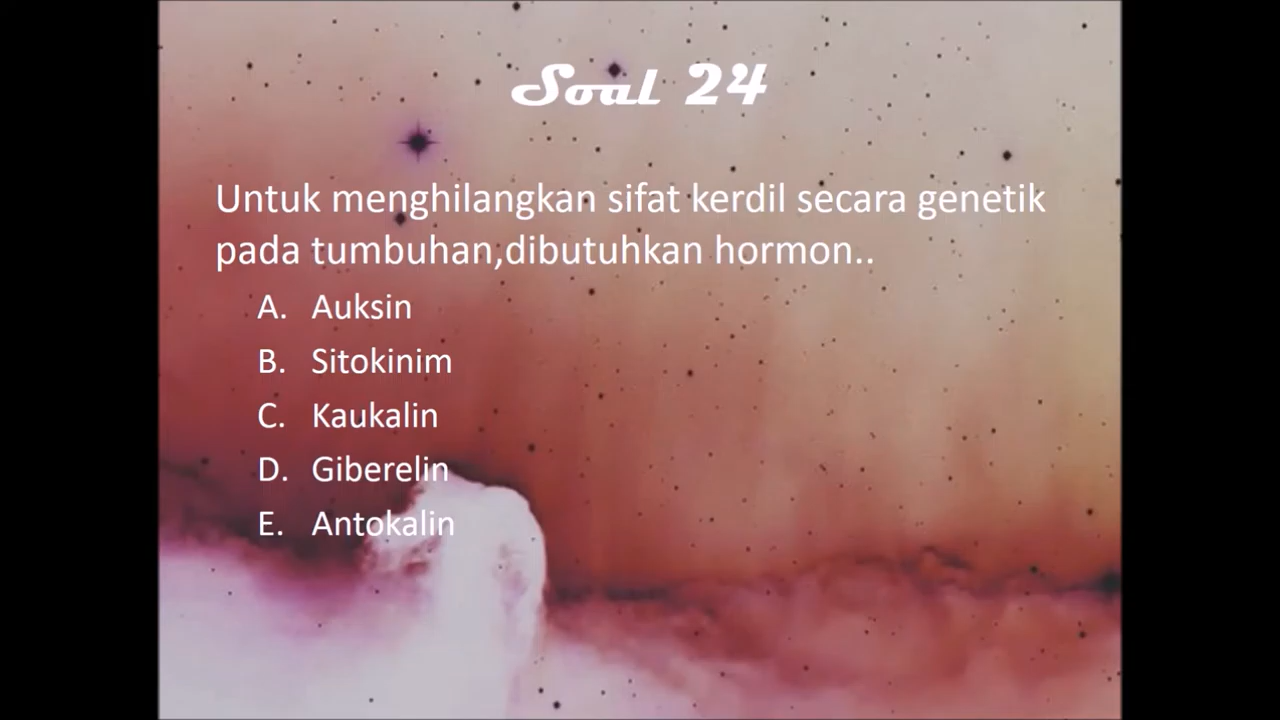 Soal 24
Untuk menghilangkan sifat kerdil secara genetik
pada tumbuhan,dibutuhkan hormon..
A. Auksin
B. Sitokinim
C. Kaukalin
D. Giberelin
E. Antokalin